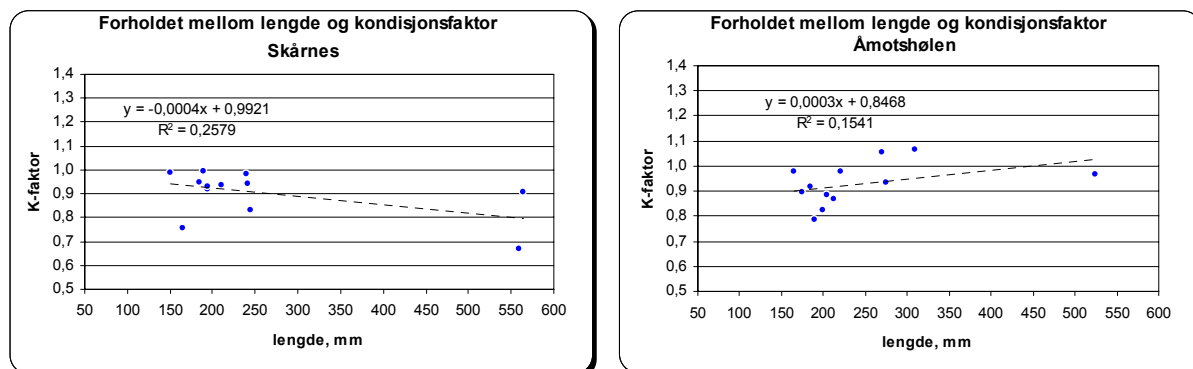 Forholdet mellom lengde og kondisjonsfaktor
Skårnes
1,4
1,3
1,2
1,1
1,0
0,9
0,8
0,7
0,6
0,5
K-faktor
y = -0,0004x + 0,9921
R² = 0,2579
50 100 150 200 250 300 350 400 450 500 550 600
lengde, mm
Forholdet mellom lengde og kondisjonsfaktor
Åmotshølen
1,4
1,3
1,2
1,1
1,0
0,9
0,8
0,7
0,6
0,5
K-faktor
y = 0,0003x + 0,8468
R² = 0,1541
50 100 150 200 250 300 350 400 450 500 550 600
lengde, mm